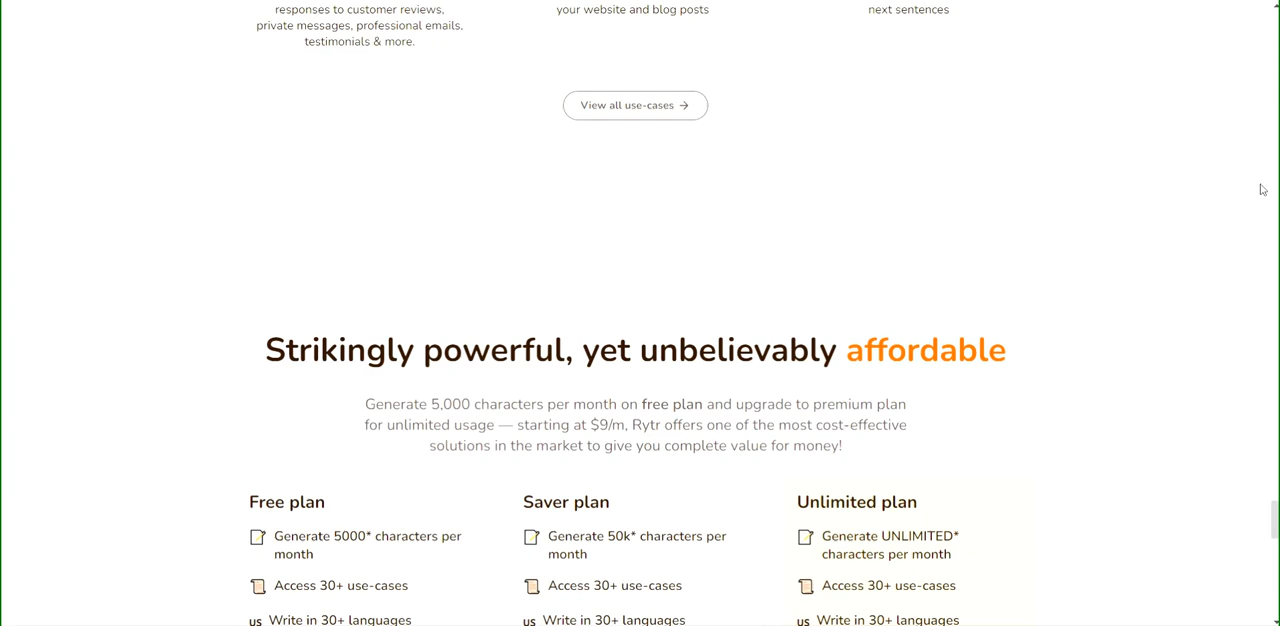 responses to customer reviews,
private messages, professional emails,
testimonials & more.
your website and blog posts
next sentences
View all use-cases →
Strikingly powerful, yet unbelievably affordable
Generate 5,000 characters per month on free plan and upgrade to premium plan
for unlimited usage — starting at $9/m, Rytr offers one of the most cost-effective
solutions in the market to give you complete value for money!
Free plan
Generate 5000* characters per
month
Access 30+ use-cases
US Write in 30+ languages
Saver plan
Generate 50k* characters per
month
Access 30+ use-cases
US Write in 30+ languages
Unlimited plan
Generate UNLIMITED*
characters per month
Access 30+ use-cases
US Write in 30+ languages